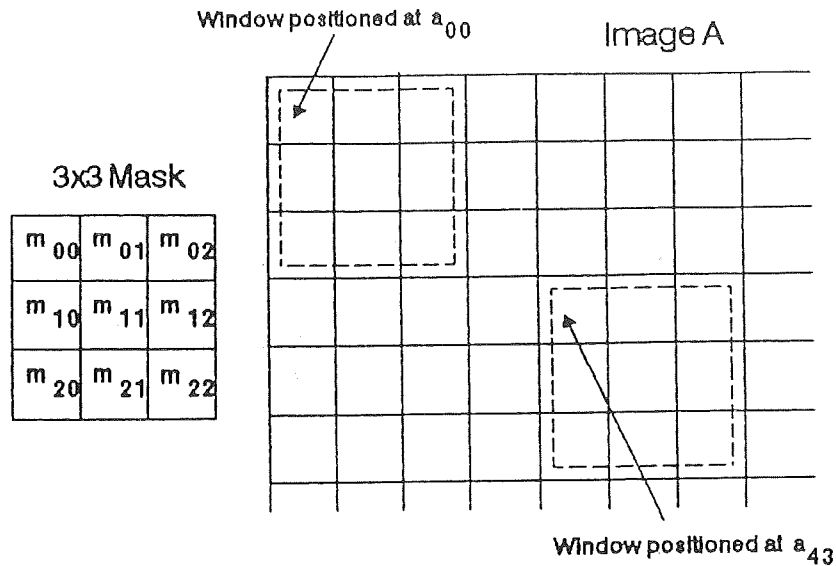 Window positioned at a00
Image A
3x3 Mask
m00 m01 m02
m10 m11 m12
m20 m21 m22
Window positioned at a43